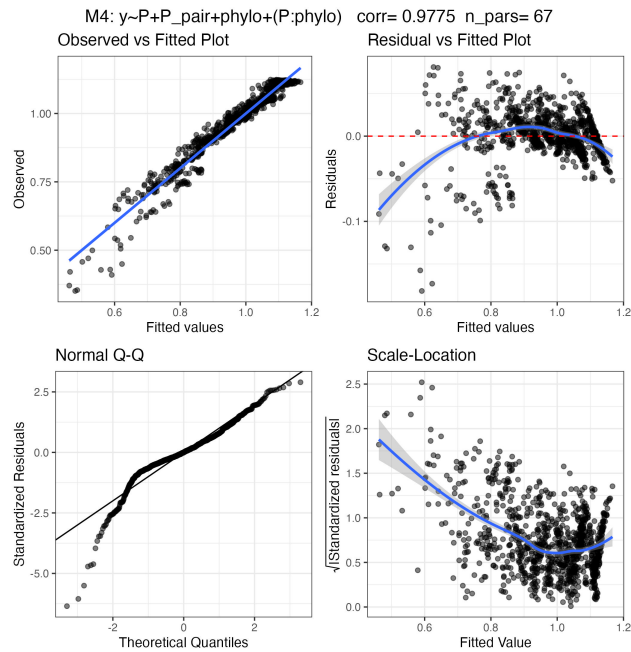 M4: y~P+P_pair+phylo+(P:phylo) corr= 0.9775 n_pars= 67
Observed vs Fitted Plot
Observed
1.00
0.75
0.50
0.6 0.8 1.0 1.2
Fitted values
Residual vs Fitted Plot
Residuals
0.0
-0.1
0.6 0.8 1.0 1.2
Fitted values
Normal Q-Q
Standardized Residuals
2.5
0.0
-2.5
-5.0
-2 0 2
Theoretical Quantiles
Scale-Location
√|Standardized residuals|
2.5
2.0
1.5
1.0
0.5
0.0
0.6 0.8 1.0 1.2
Fitted Value